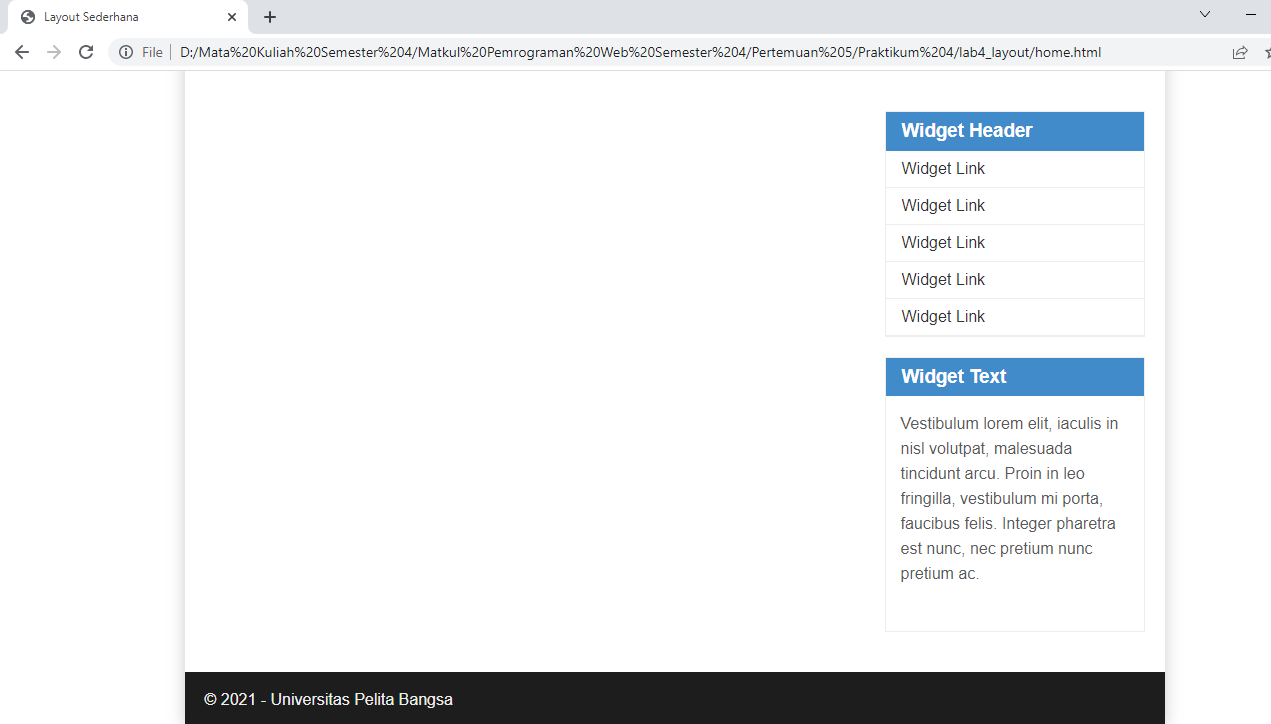 Layout Sederhana
File
D:/Mata%20Kuliah%20Semester%204/Matkul%20Pemrograman%20Web%20Semester%204/Pertemuan%205/Praktikum%204/lab4_layout/home.html
Widget Header
Widget Link
Widget Link
Widget Link
Widget Link
Widget Link
Widget Text
Vestibulum lorem elit, iaculis in
nisl volutpat, malesuada
tincidunt arcu. Proin in leo
fringilla, vestibulum mi porta,
faucibus felis. Integer pharetra
est nunc, nec pretium nunc
pretium ac.
© 2021 - Universitas Pelita Bangsa